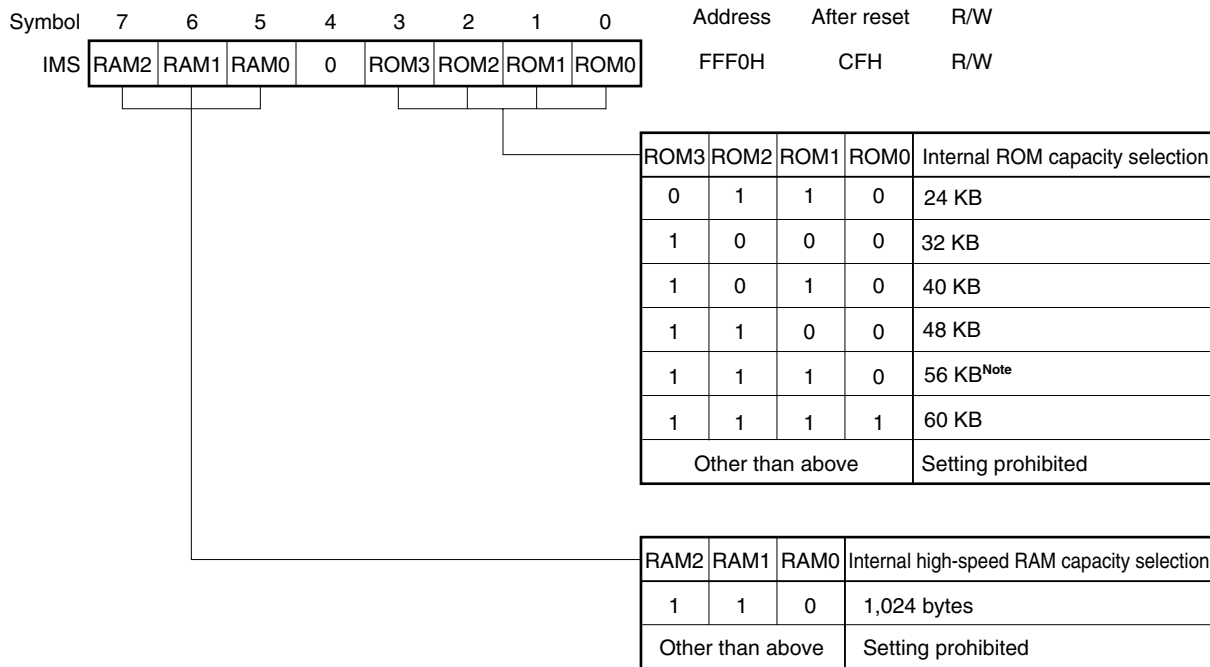 Symbol 7 6 5 4 3 2 1 0 Address After reset R/W
IMS RAM2 RAM1 RAM0 0 ROM3 ROM2 ROM1 ROM0 FFF0H CFH R/W
ROM3 ROM2 ROM1 ROM0 Internal ROM capacity selection
0 1 1 0 24 KB
1 0 0 0 32 KB
1 0 1 0 40 KB
1 1 0 0 48 KB
1 1 1 0 56 KBNote
1 1 1 1 60 KB
Other than above Setting prohibited
RAM2 RAM1 RAM0 Internal high-speed RAM capacity selection
1 1 0 1,024 bytes
Other than above Setting prohibited